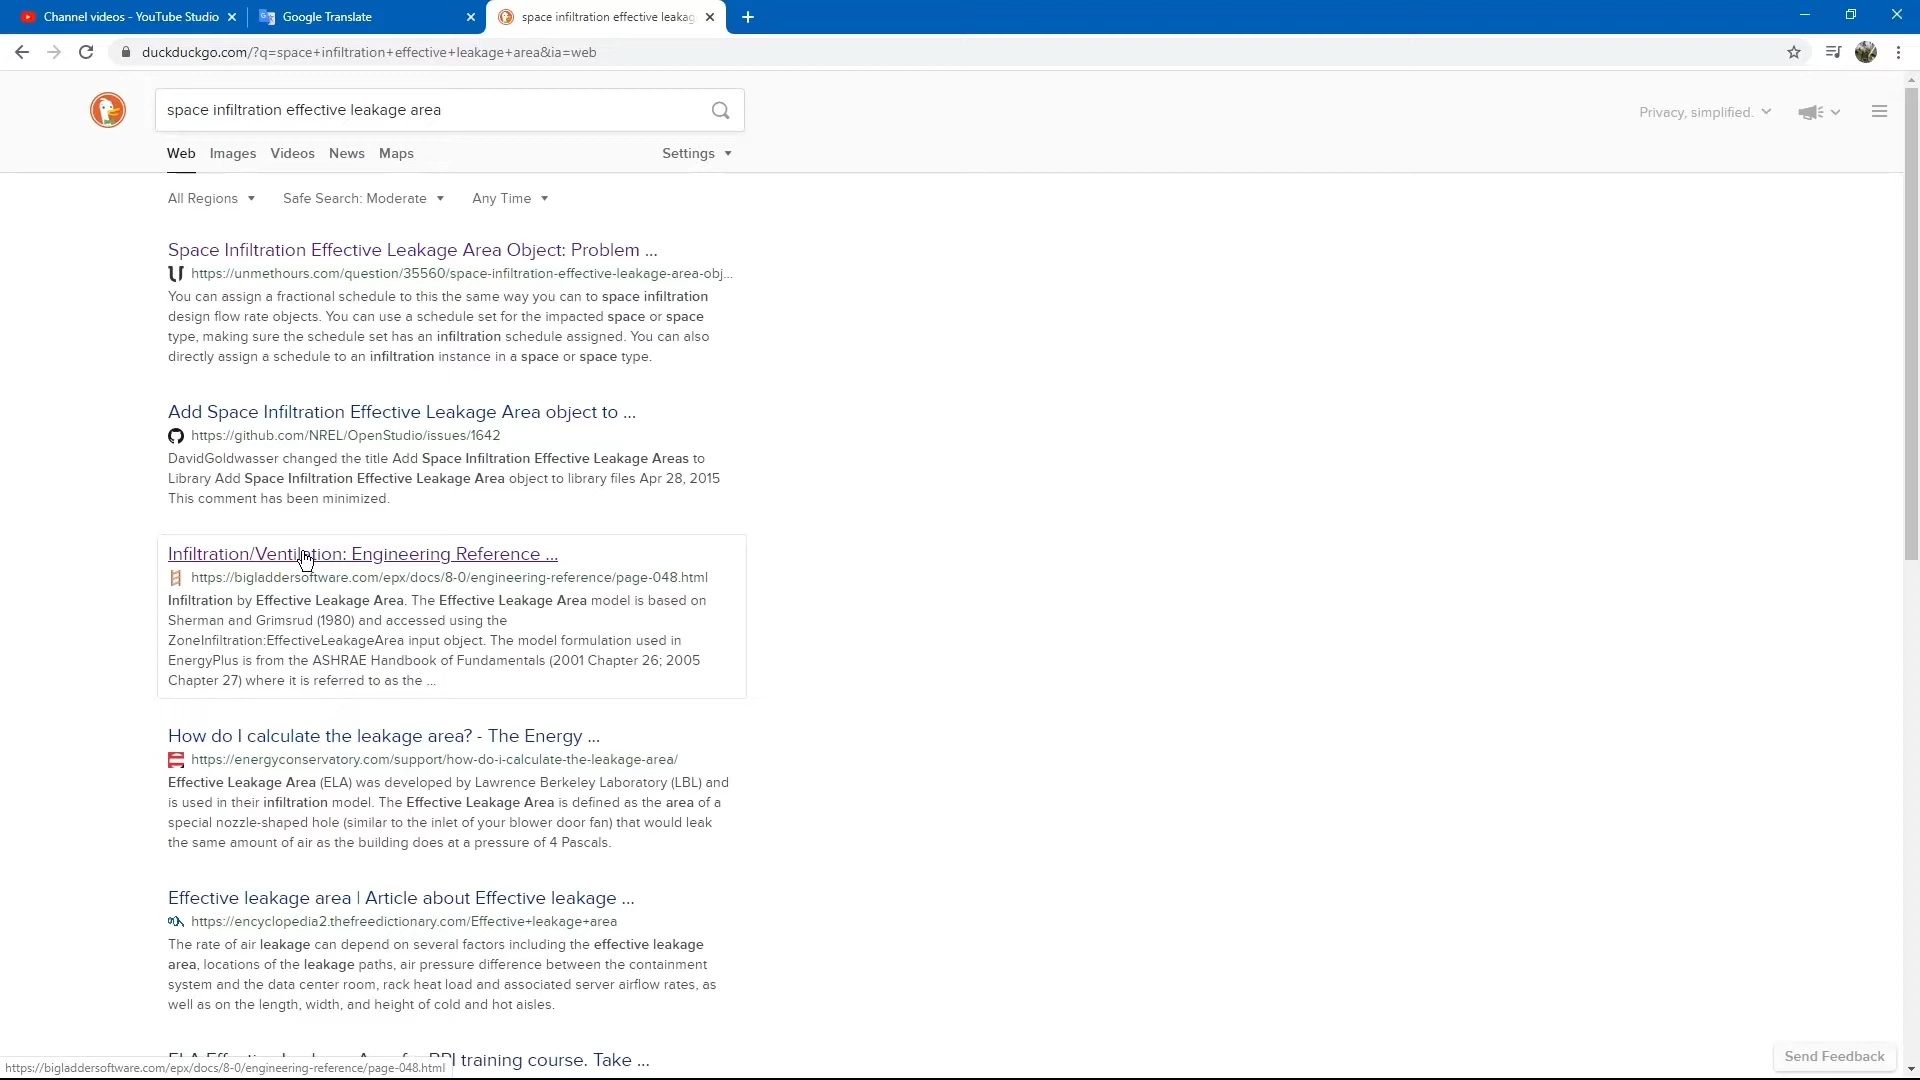 Channel videos - YouTube Studio
Google Translate
space infiltration effective leakag
duckduckgo.com/?q=space+infiltration+effective+leakage+area&ia=web
space infiltration effective leakage area
Privacy, simplified.
Web Images Videos News Maps Settings
All Regions Safe Search: Moderate Any Time
Space Infiltration Effective Leakage Area Object: Problem ...
https://unmethours.com/question/35560/space-infiltration-effective-leakage-area-obj...
You can assign a fractional schedule to this the same way you can to space infiltration
design flow rate objects. You can use a schedule set for the impacted space or space
type, making sure the schedule set has an infiltration schedule assigned. You can also
directly assign a schedule to an infiltration instance in a space or space type.
Add Space Infiltration Effective Leakage Area object to ...
https://github.com/NREL/OpenStudio/issues/1642
DavidGoldwasser changed the title Add Space Infiltration Effective Leakage Areas to
Library Add Space Infiltration Effective Leakage Area object to library files Apr 28, 2015
This comment has been minimized.
Infiltration/Ventilation: Engineering Reference ...
https://bigladdersoftware.com/epx/docs/8-0/engineering-reference/page-048.html
Infiltration by Effective Leakage Area. The Effective Leakage Area model is based on
Sherman and Grimsrud (1980) and accessed using the
ZoneInfiltration:EffectiveLeakageArea input object. The model formulation used in
EnergyPlus is from the ASHRAE Handbook of Fundamentals (2001 Chapter 26; 2005
Chapter 27) where it is referred to as the ...
How do I calculate the leakage area? - The Energy ...
https://energyconservatory.com/support/how-do-i-calculate-the-leakage-area/
Effective Leakage Area (ELA) was developed by Lawrence Berkeley Laboratory (LBL) and
is used in their infiltration model. The Effective Leakage Area is defined as the area of a
special nozzle-shaped hole (similar to the inlet of your blower door fan) that would leak
the same amount of air as the building does at a pressure of 4 Pascals.
Effective leakage area | Article about Effective leakage ...
https://encyclopedia2.thefreedictionary.com/Effective+leakage+area
The rate of air leakage can depend on several factors including the effective leakage
area, locations of the leakage paths, air pressure difference between the containment
system and the data center room, rack heat load and associated server airflow rates, as
well as on the length, width, and height of cold and hot aisles.
training course. Take ...
Send Feedback
https://bigladdersoftware.com/epx/docs/8-0/engineering-reference/page-048.html